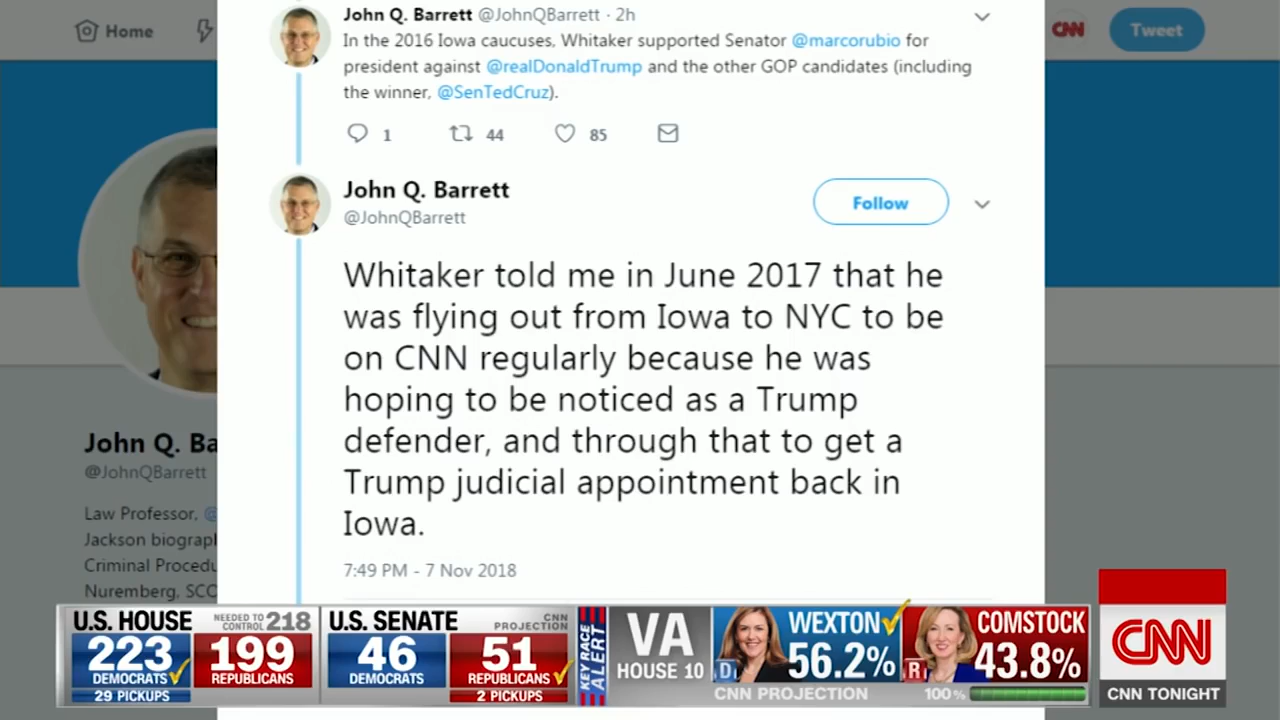 Home
CNN
Tweet
John Q. Barrett @JohnQBarrett · 2h
In the 2016 Iowa caucuses, Whitaker supported Senator @marcorubio for
president against @realDonaldTrump and the other GOP candidates (including
the winner, @SenTedCruz).
1 44 85
John Q. Barrett
@JohnQBarrett
Follow
Whitaker told me in June 2017 that he
was flying out from Iowa to NYC to be
on CNN regularly because he was
hoping to be noticed as a Trump
defender, and through that to get a
Trump judicial appointment back in
Iowa.
7:49 PM - 7 Nov 2018
John Q. Ba
@JohnQBarrett
Law Professor, @
Jackson biograp
Criminal Procedu
Nuremberg, SCO
U.S. HOUSE NEEDED TO CONTROL 218
223 DEMOCRATS 29 PICKUPS
199 REPUBLICANS
U.S. SENATE CNN PROJECTION
46 DEMOCRATS
51 REPUBLICANS 2 PICKUPS
KEY RACE ALERT
VA
HOUSE 10
D WEXTON 56.2%
R COMSTOCK 43.8%
CNN PROJECTION 100%
CNN
CNN TONIGHT